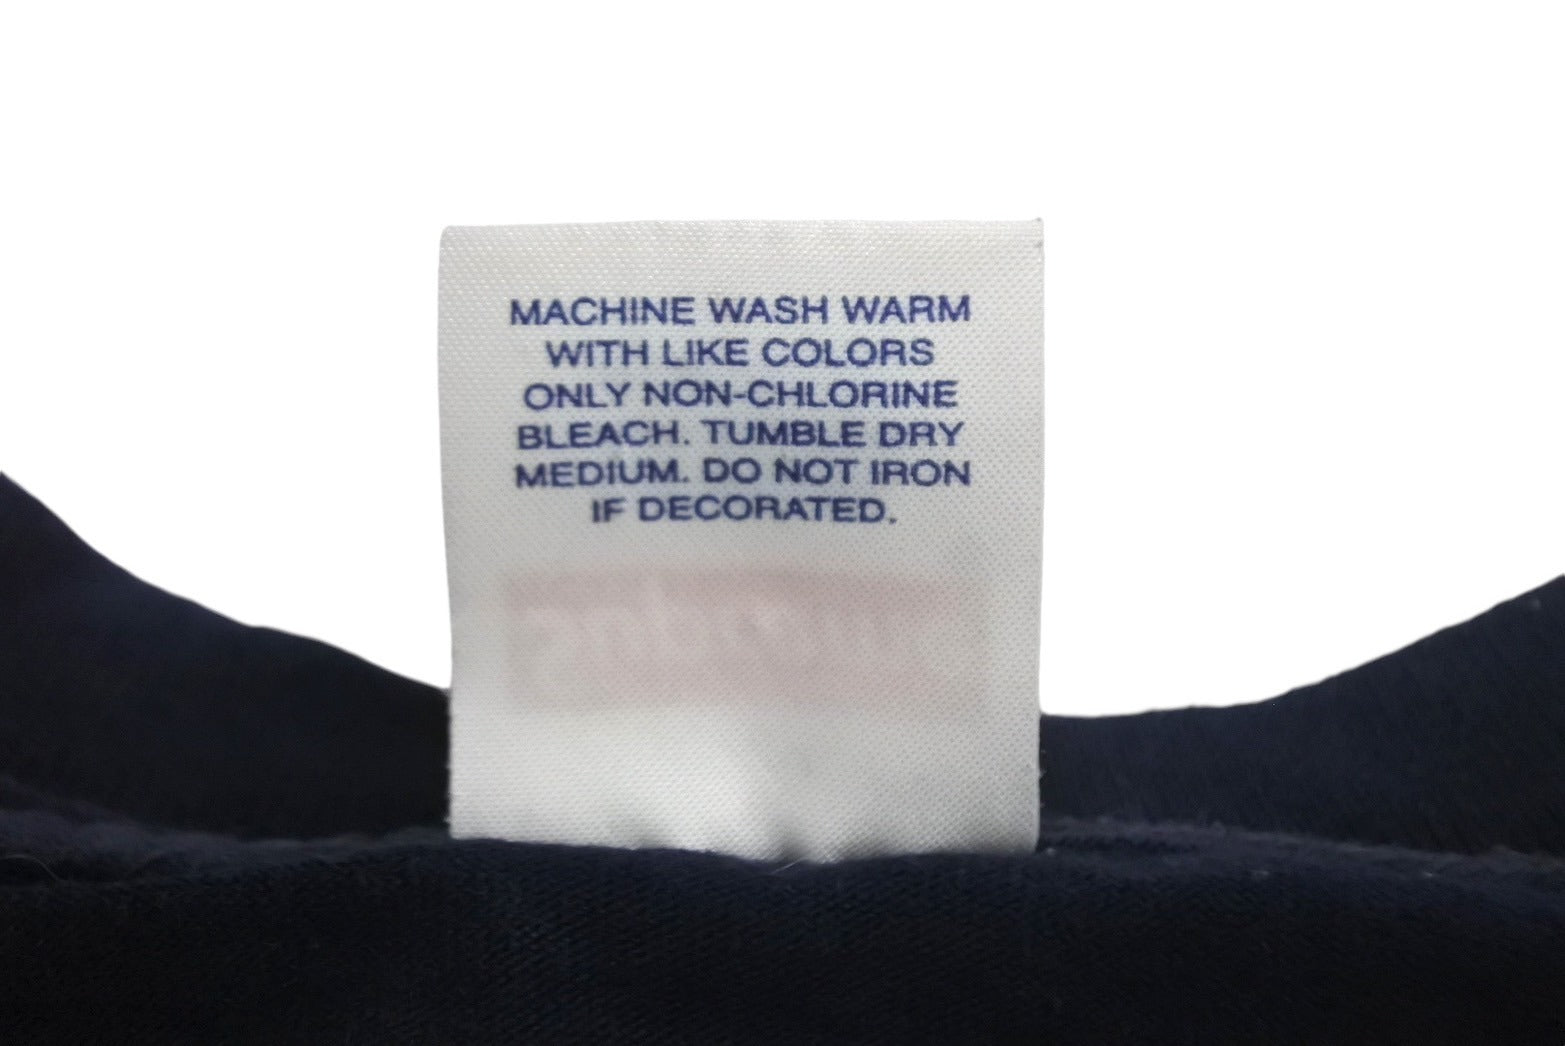 MACHINE WASH WARM
WITH LIKE COLORS
ONLY NON-CHLORINE
BLEACH. TUMBLE DRY
MEDIUM. DO NOT IRON
IF DECORATED.